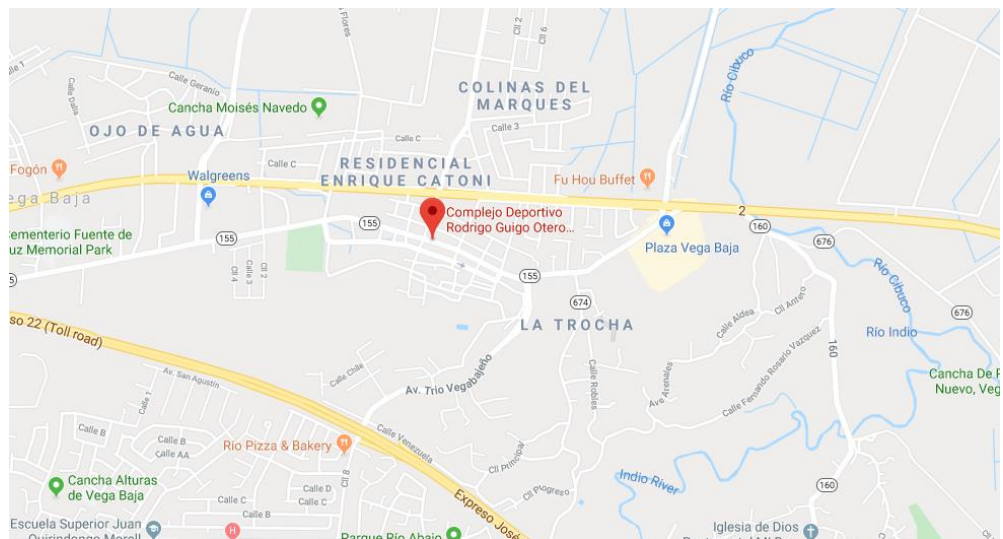 Flores
Cll 2
Cll 6
Río Cibuco
Calle 1
Calle Geranio
Calle Dalia
Cancha Moisés Navedo
COLINAS DEL
MARQUES
OJO DE AGUA
Calle C
Calle 3
Calle C
RESIDENCIAL
ENRIQUE CATONI
Fogón
Walgreens
Fu Hou Buffet
ega Baja
Complejo Deportivo
Rodrigo Guigo Otero...
2
Cementerio Fuente de
uz Memorial Park
155
155
Plaza Vega Baja
160
676
Cll 4
Calle 3
Cll 2
155
674
Río Cibuco
5
LA TROCHA
Calle Aldea
Cll Antero
676
Río Indio
so 22 (Toll road)
160
Calle Chile
Av. Trio Vegabajeño
Calle Robles
Ave Arenales
Calle Fernando Rosario Vazquez
Cancha De P
Nuevo, Veg
Av. San Agustín
Calle 1
Calle B
Calle B
Calle AA
Rio Pizza & Bakery
Calle Venezuela
Cll Principal
Cll B
Cancha Alturas
de Vega Baja
Calle C
Calle D
Calle B
Cll Progreso
Indio River
160
Expreso José
Escuela Superior Juan
Quirindongo Morell
H
Parque Río Abajo
Iglesia de Dios